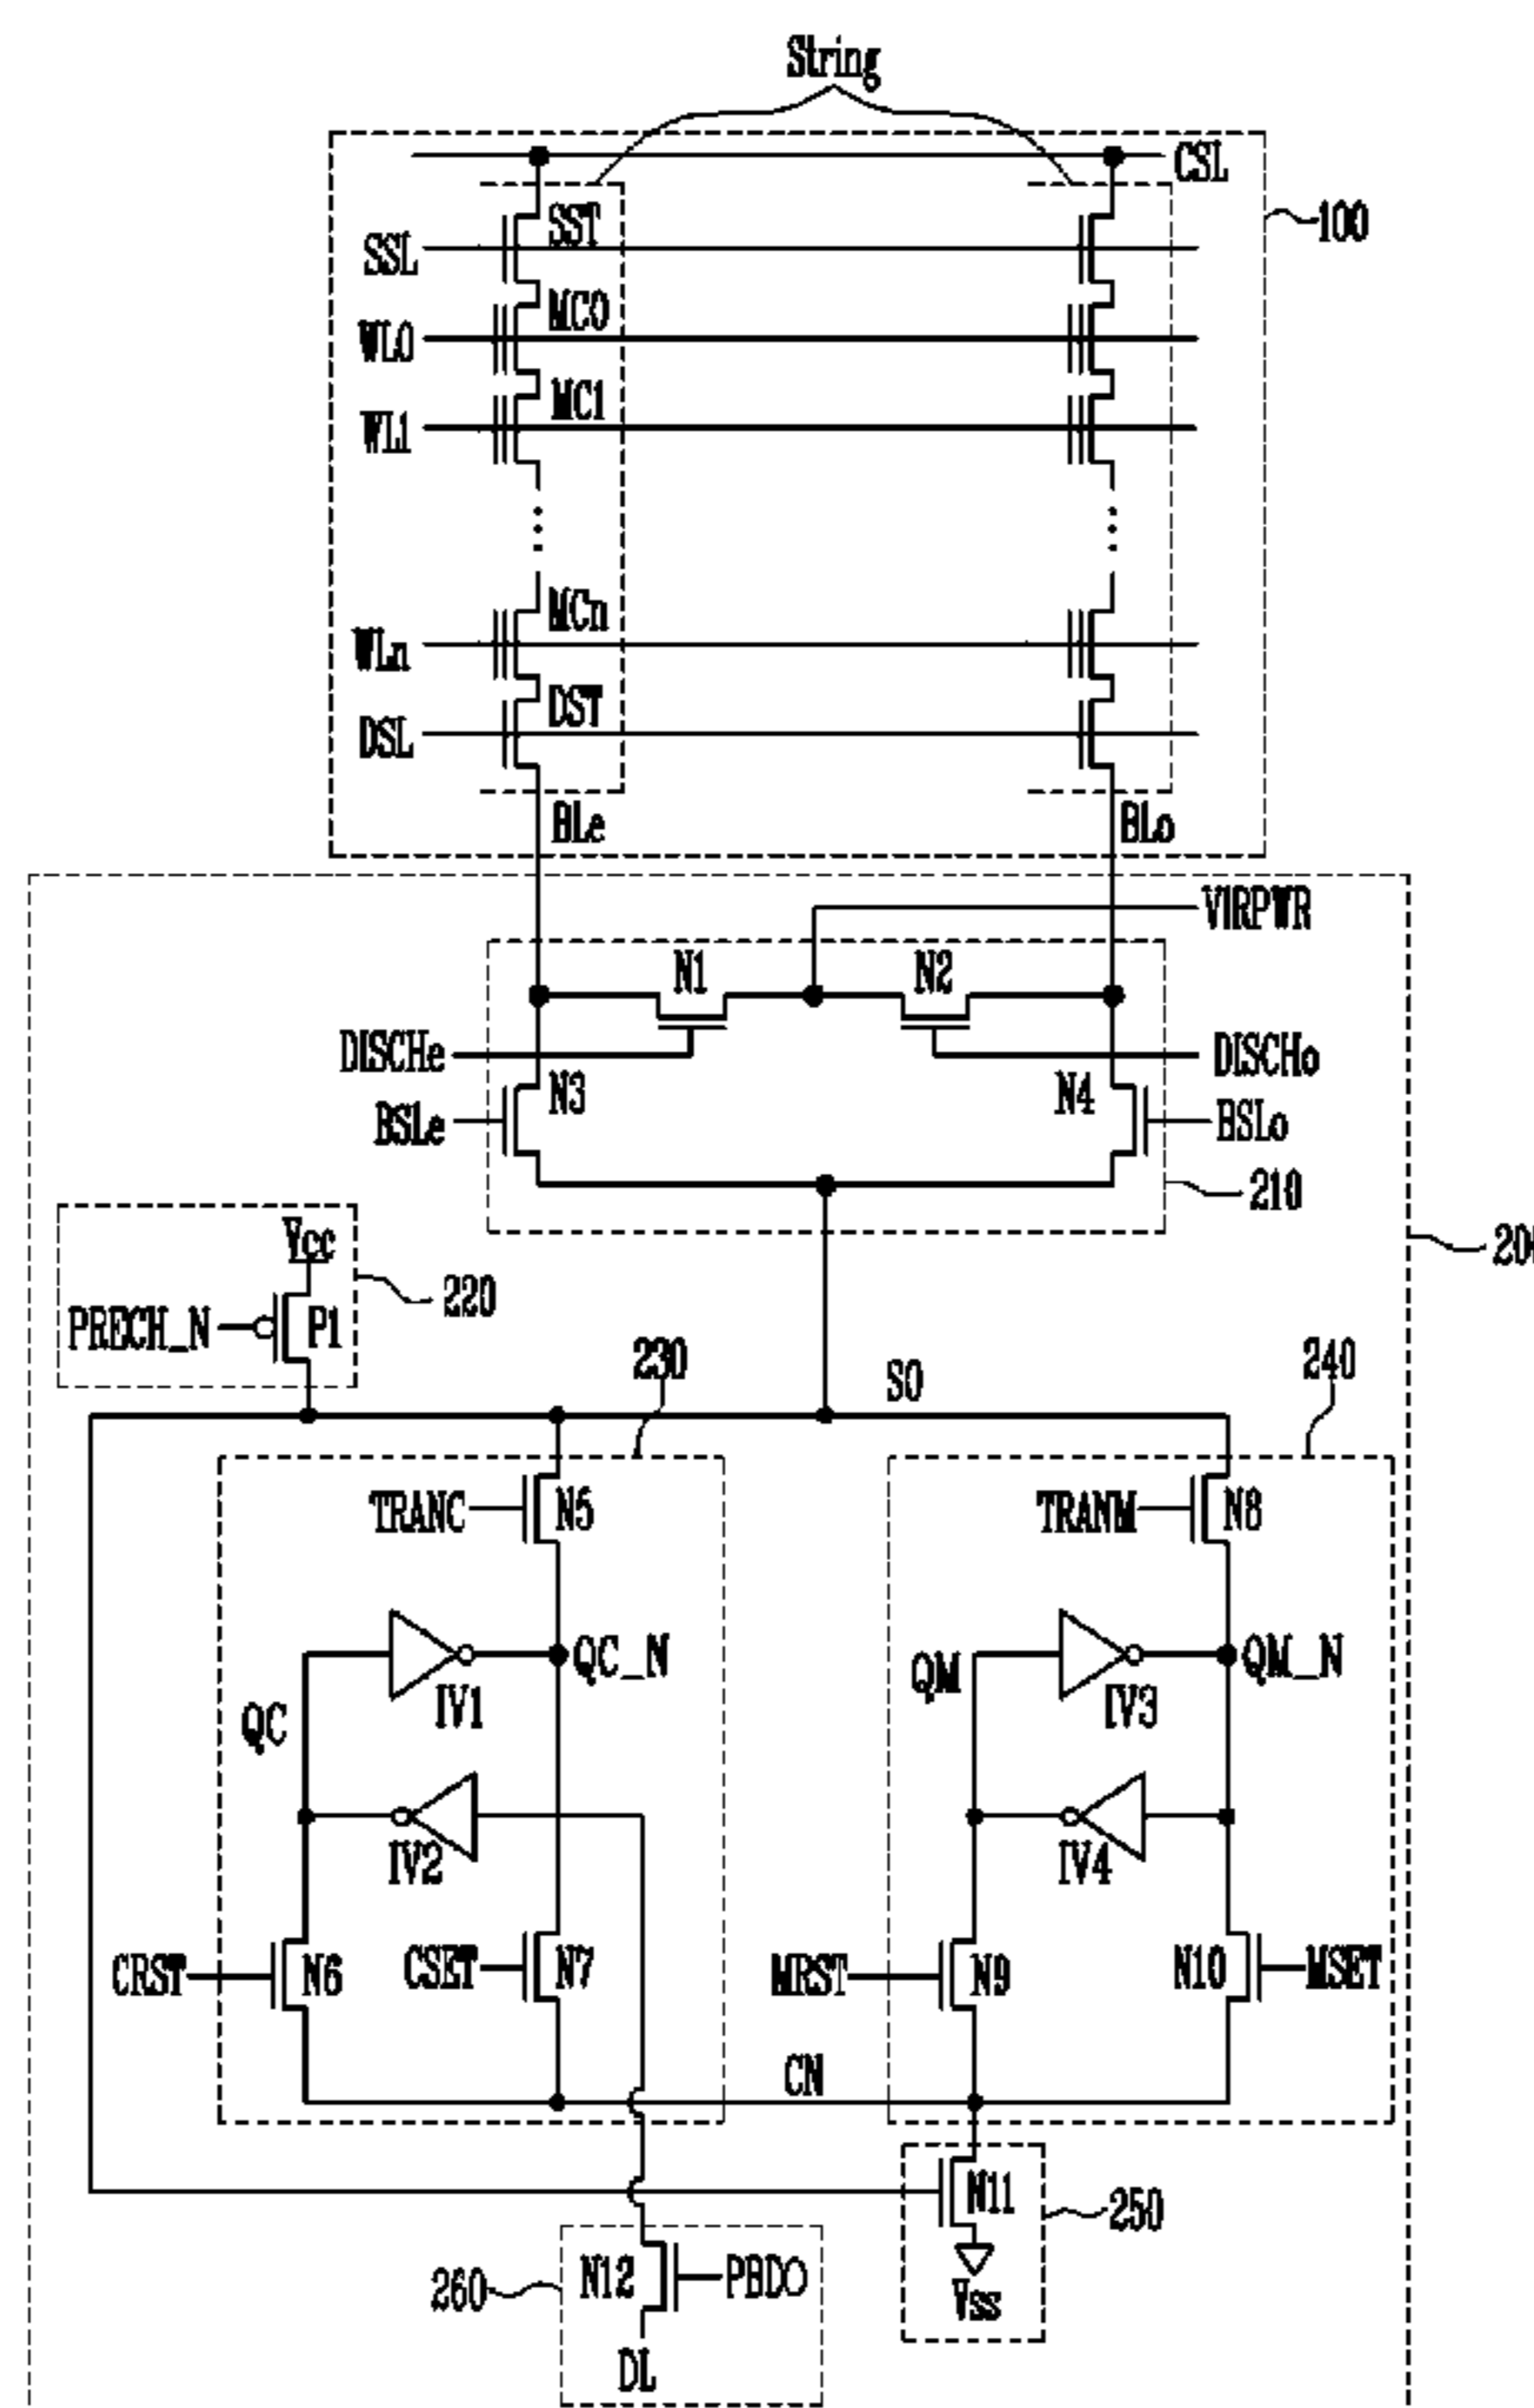 String
CSL
SST
100
SSL
MC0
WL0
MC1
WL1
MCn
WLn
DST
DSL
BLe
BLo
VIRPWR
N1
N2
DISCHe
DISCHo
N3
N4
BSLe
BSLo
210
Vcc
220
PRECH_N
P1
230
240
SO
TRANC
N5
TRANM
N8
QC_N
QM
QM_N
IV1
IV3
QC
IV2
IV4
CRST
N6
CSET
N7
MRST
N9
N10
MSET
CN
N11
250
260
N12
PBDO
Vss
DL